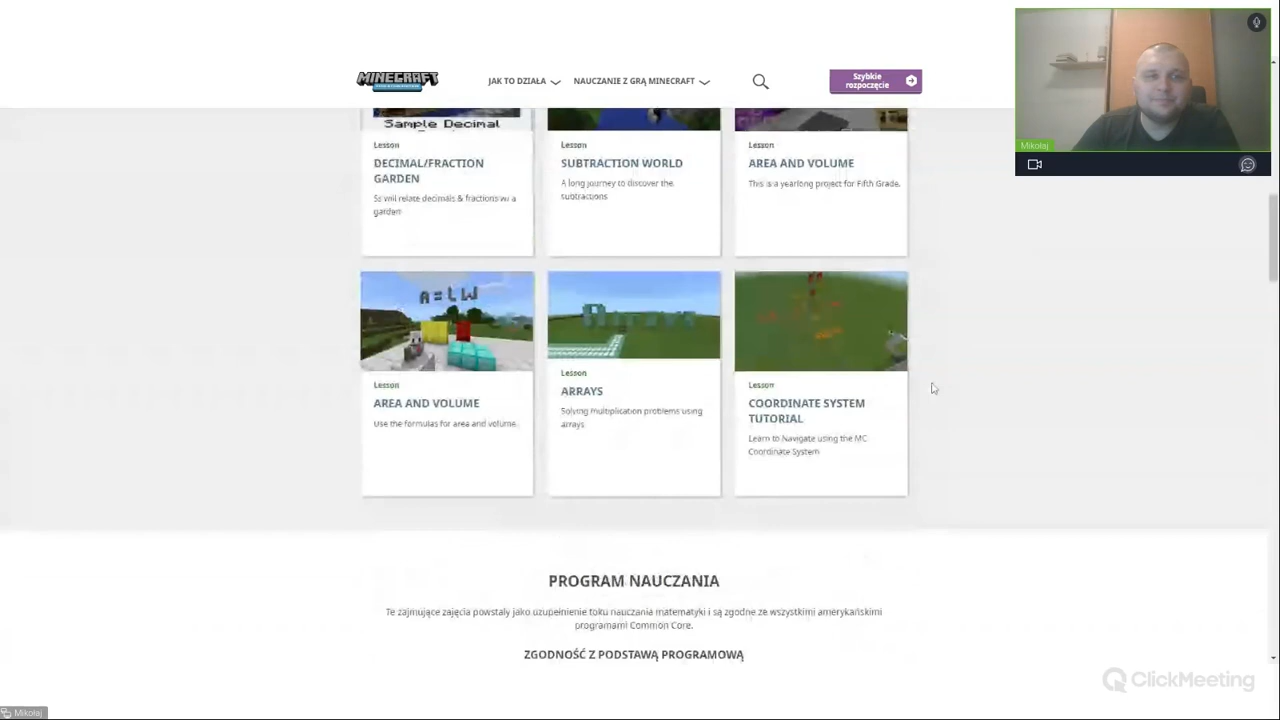 MINECRAFT
JAK TO DZIAŁA
NAUCZANIE Z GRĄ MINECRAFT
Szybkie
rozpoczęcie
Mikołaj
Sample Decimal
Lesson
DECIMAL/FRACTION
GARDEN
Ss will relate decimals & fractions w/ a
garden
Lesson
SUBTRACTION WORLD
A long journey to discover the
subtractions
Lesson
AREA AND VOLUME
This is a yearlong project for Fifth Grade.
A=LW
Lesson
AREA AND VOLUME
Use the formulas for area and volume.
Arrays
Lesson
ARRAYS
Solving multiplication problems using
arrays
Lesson
COORDINATE SYSTEM
TUTORIAL
Learn to Navigate using the MC
Coordinate System
PROGRAM NAUCZANIA
Te zajmujące zajęcia powstały jako uzupełnienie toku nauczania matematyki i są zgodne ze wszystkimi amerykańskimi
programami Common Core.
ZGODNOŚĆ Z PODSTAWĄ PROGRAMOWĄ
ClickMeeting
Mikołaj